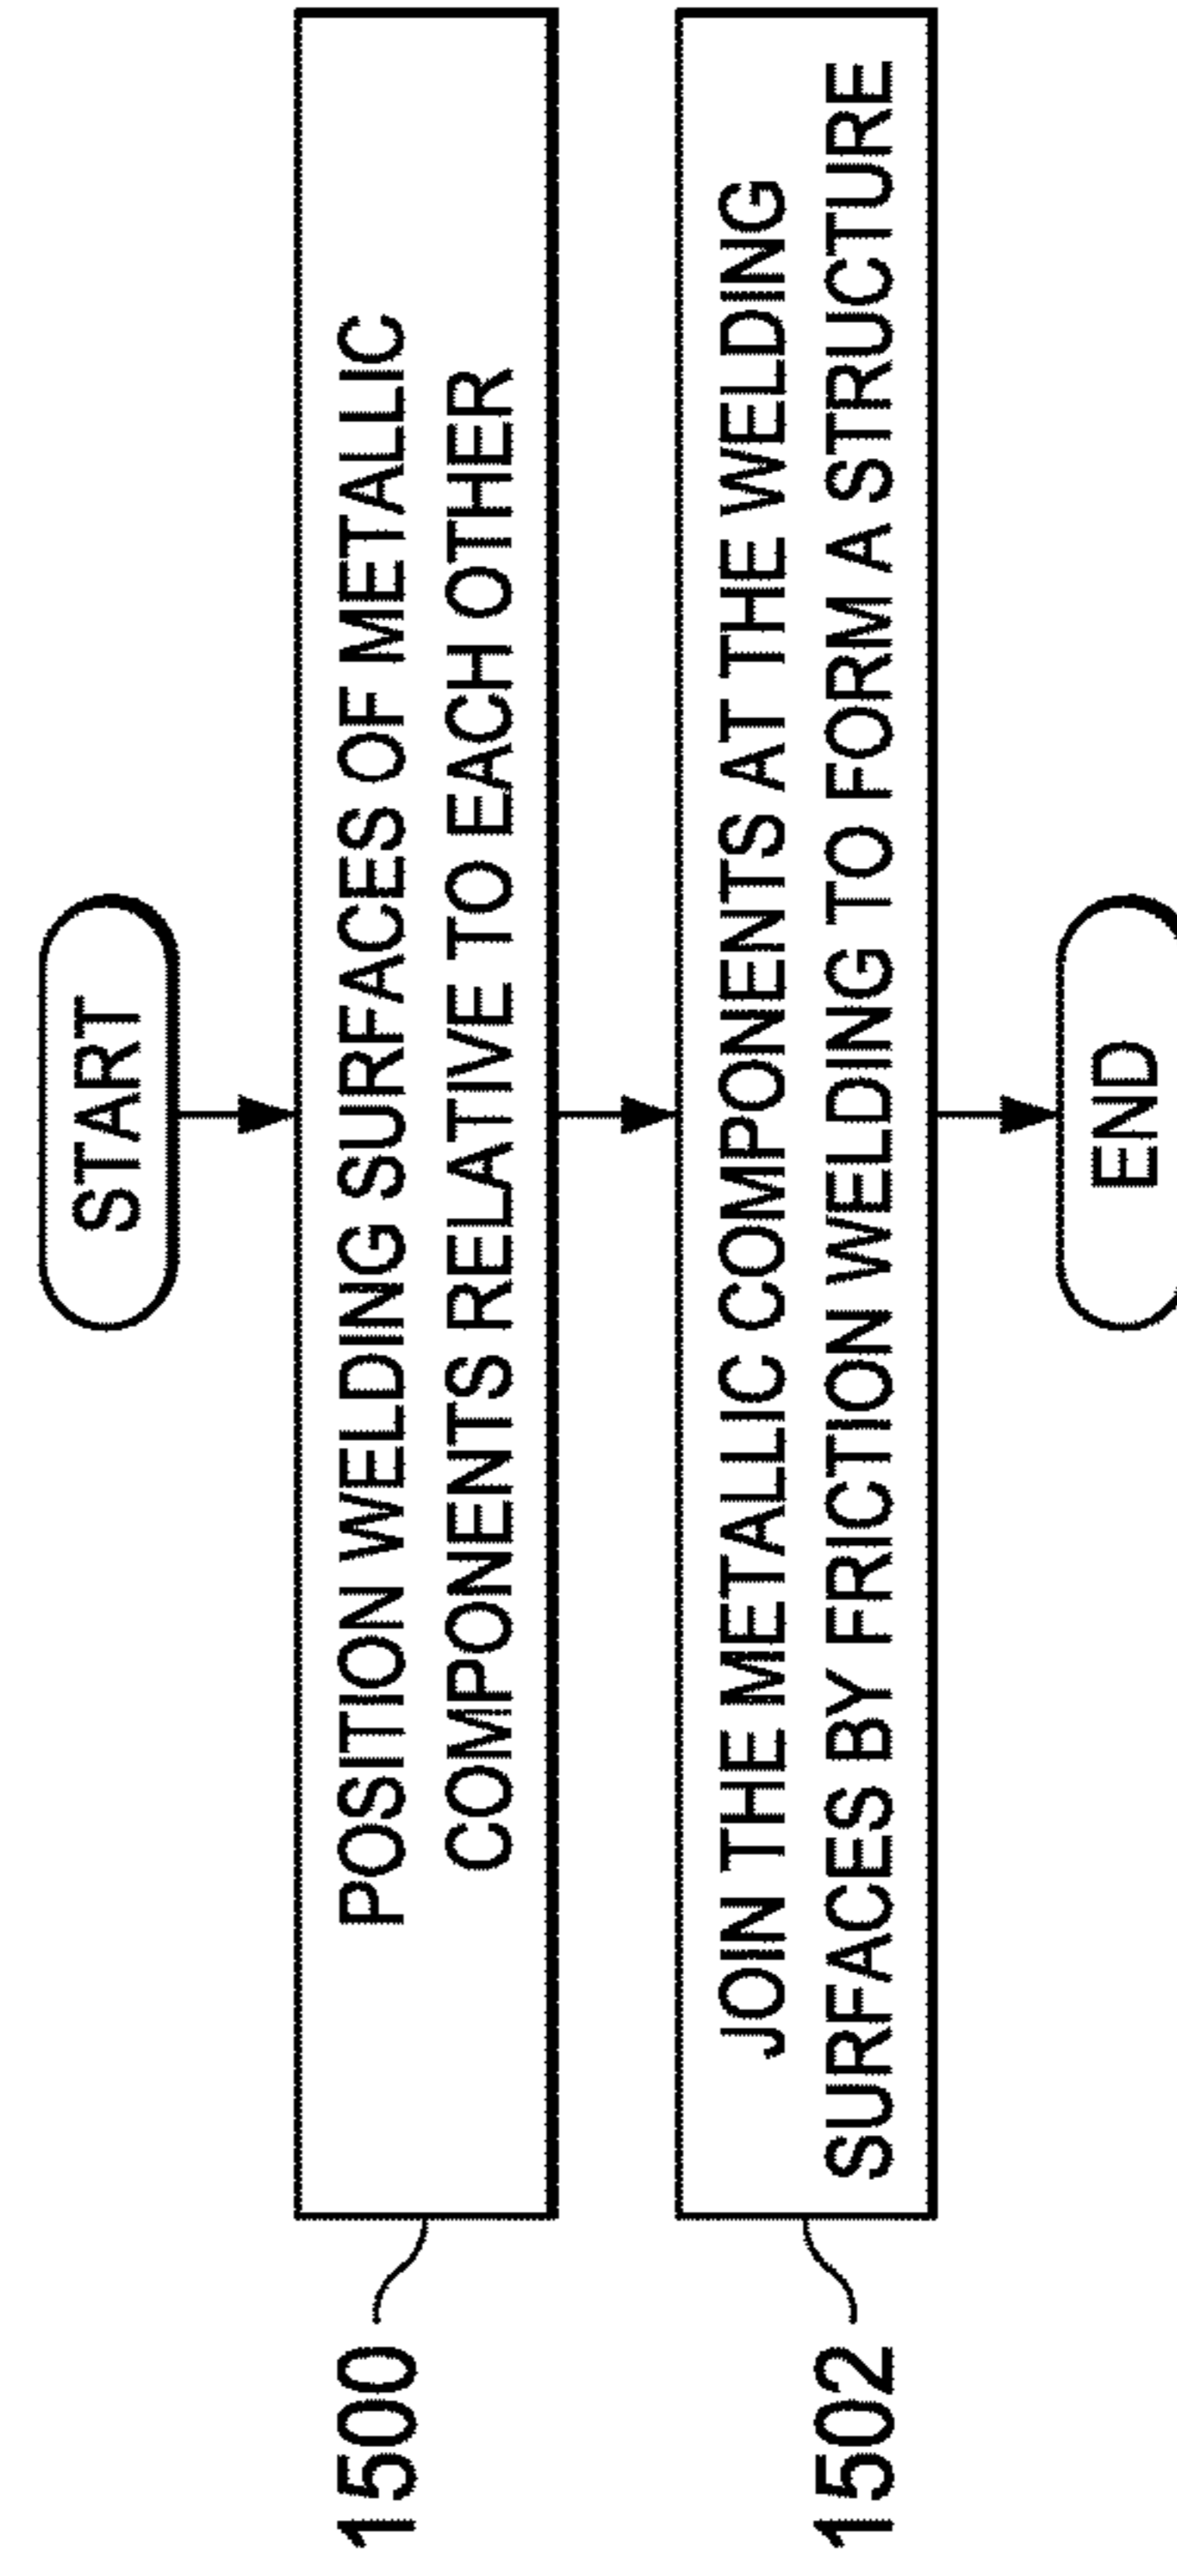 START
1500
POSITION WELDING SURFACES OF METALLIC
COMPONENTS RELATIVE TO EACH OTHER
1502
JOIN THE METALLIC COMPONENTS AT THE WELDING
SURFACES BY FRICTION WELDING TO FORM A STRUCTURE
END